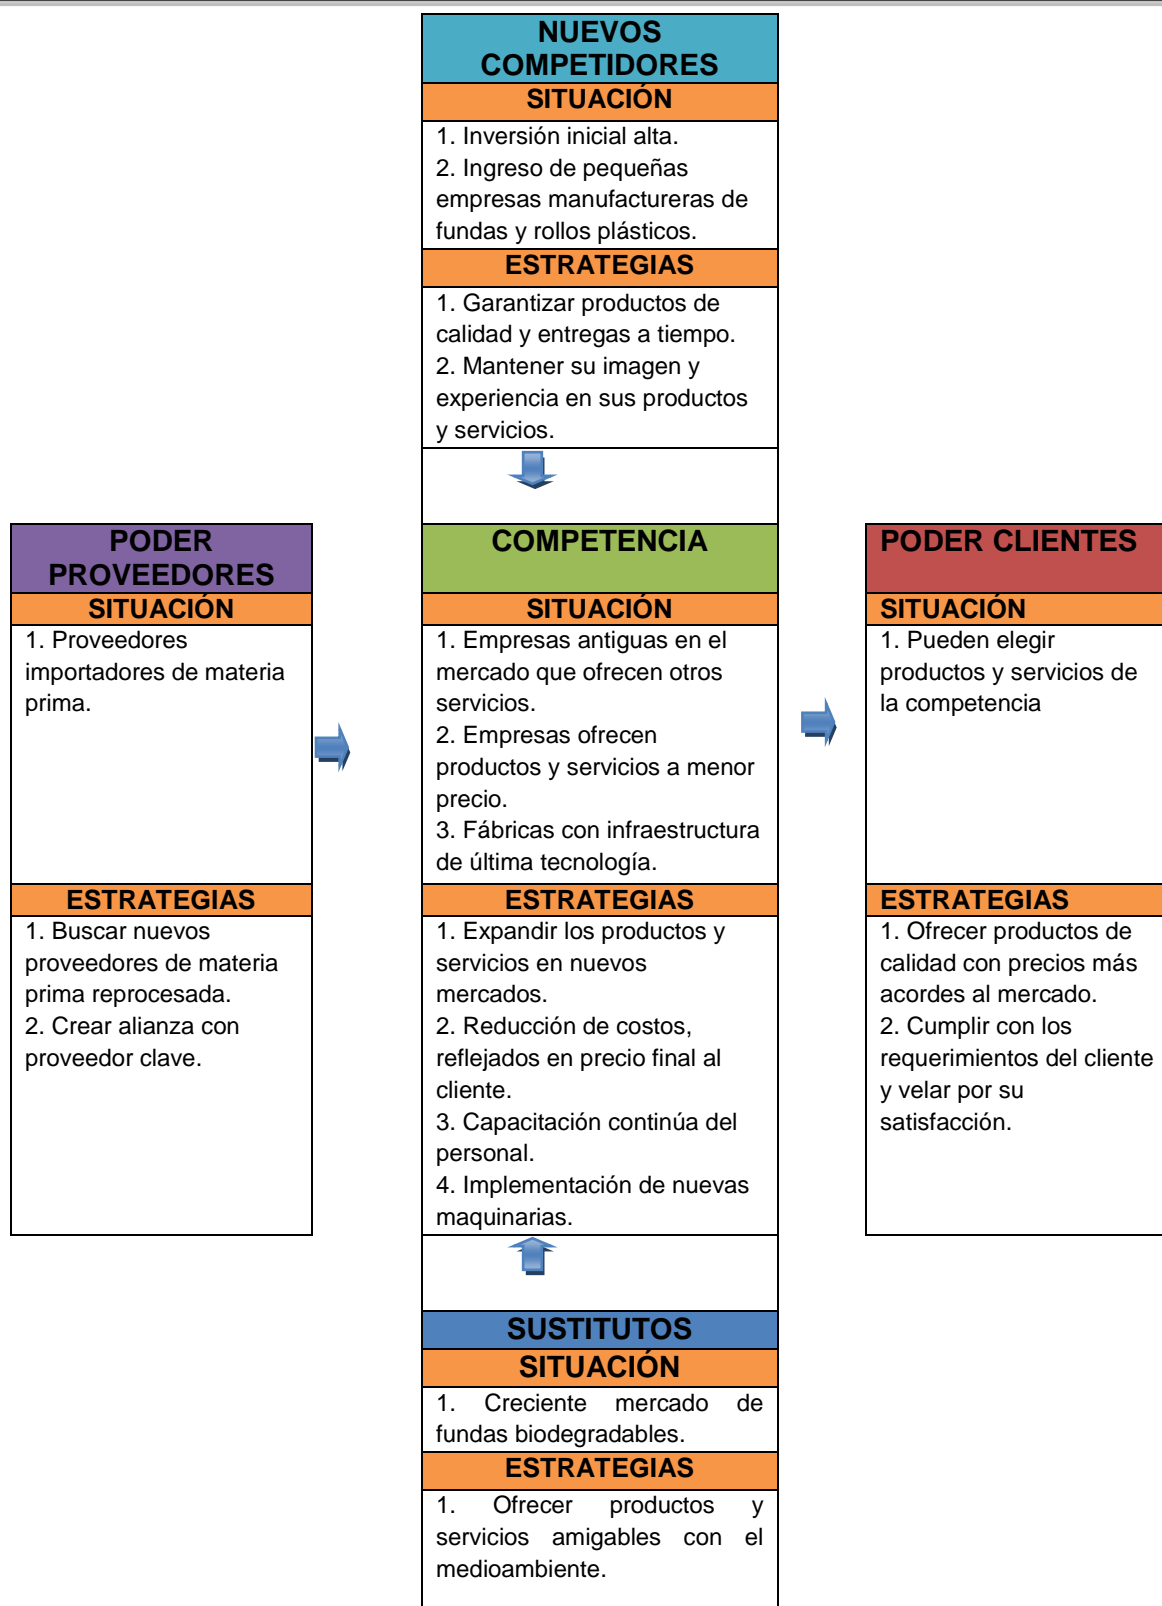 NUEVOS
COMPETIDORES
SITUACIÓN
1. Inversión inicial alta.
2. Ingreso de pequeñas
empresas manufactureras de
fundas y rollos plásticos.
ESTRATEGIAS
1. Garantizar productos de
calidad y entregas a tiempo.
2. Mantener su imagen y
experiencia en sus productos
y servicios.
PODER
PROVEEDORES
SITUACIÓN
1. Proveedores
importadores de materia
prima.
ESTRATEGIAS
1. Buscar nuevos
proveedores de materia
prima reprocesada.
2. Crear alianza con
proveedor clave.
COMPETENCIA
SITUACIÓN
1. Empresas antiguas en el
mercado que ofrecen otros
servicios.
2. Empresas ofrecen
productos y servicios a menor
precio.
3. Fábricas con infraestructura
de última tecnología.
ESTRATEGIAS
1. Expandir los productos y
servicios en nuevos
mercados.
2. Reducción de costos,
reflejados en precio final al
cliente.
3. Capacitación continúa del
personal.
4. Implementación de nuevas
maquinarias.
PODER CLIENTES
SITUACIÓN
1. Pueden elegir
productos y servicios de
la competencia
ESTRATEGIAS
1. Ofrecer productos de
calidad con precios más
acordes al mercado.
2. Cumplir con los
requerimientos del cliente
y velar por su
satisfacción.
SUSTITUTOS
SITUACIÓN
1. Creciente mercado de
fundas biodegradables.
ESTRATEGIAS
1. Ofrecer productos y
servicios amigables con el
medioambiente.